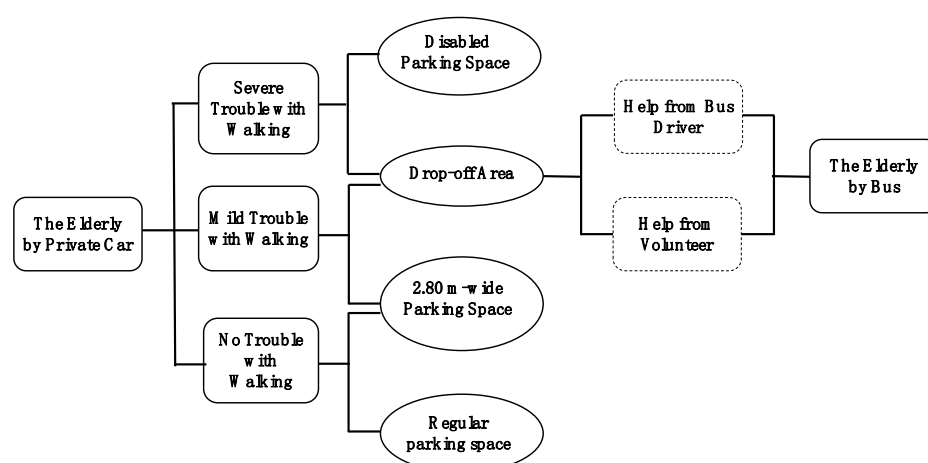 The Elderly
by Private Car
Severe
Trouble with
Walking
Mild Trouble
with Walking
No Trouble
with
Walking
Disabled
Parking Space
Drop-off Area
2.80 m-wide
Parking Space
Regular
parking space
Help from Bus
Driver
Help from
Volunteer
The Elderly
by Bus